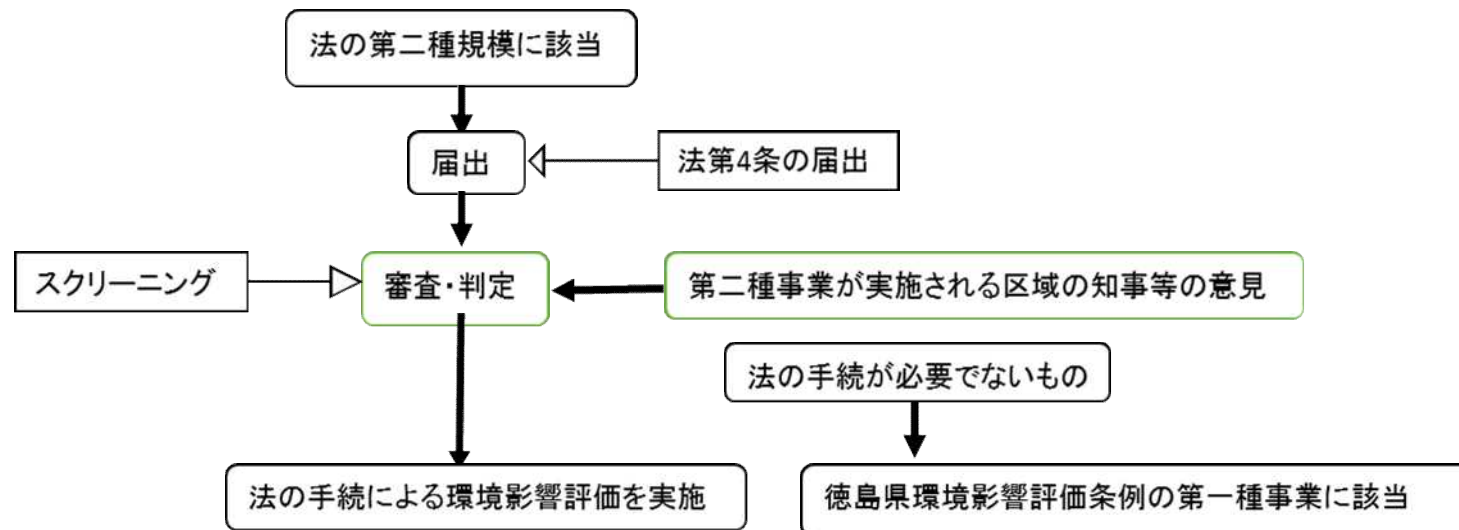 法の第二種規模に該当
届出
法第4条の届出
スクリーニング
審査・判定
第二種事業が実施される区域の知事等の意見
法の手続が必要でないもの
法の手続による環境影響評価を実施
徳島県環境影響評価条例の第一種事業に該当